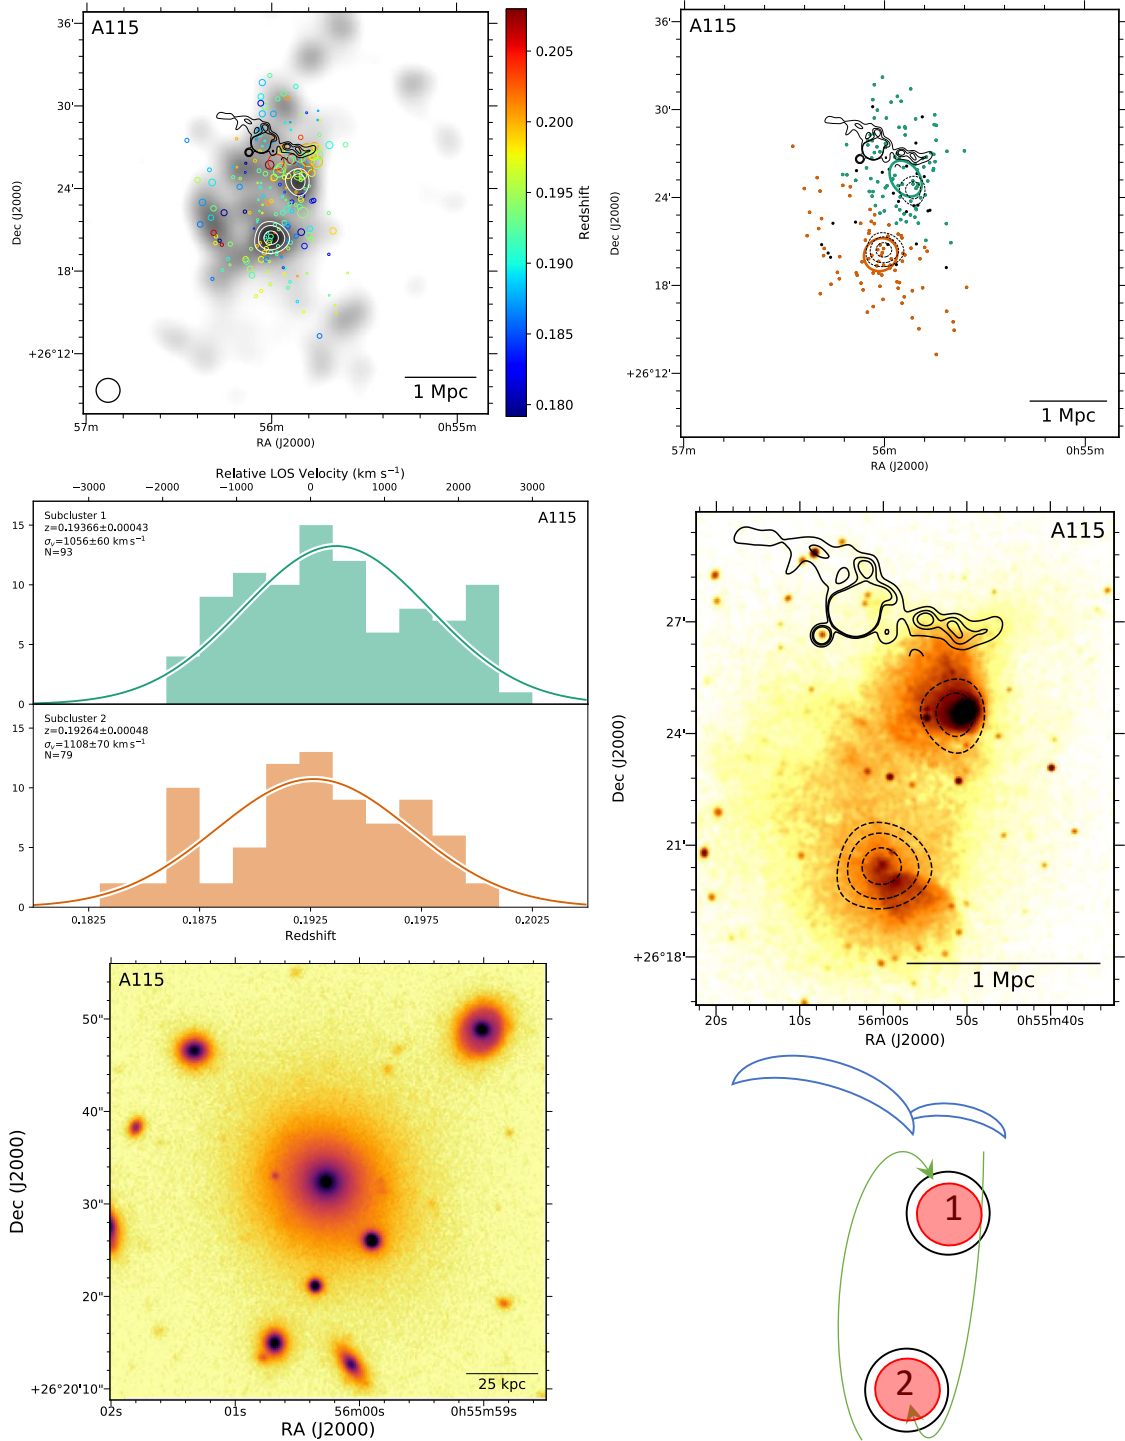 A115
36'
30'
24'
18'
+26°12'
Dec (J2000)
57m
56m
0h55m
RA (J2000)
1 Mpc
0.205
0.200
0.195
0.190
0.185
0.180
Redshift
A115
36'
30'
24'
18'
+26°12'
Dec (J2000)
57m
56m
0h55m
RA (J2000)
1 Mpc
Relative LOS Velocity (km s⁻¹)
−3000
−2000
−1000
0
1000
2000
3000
Subcluster 1
z=0.19366±0.00043
σᵥ=1056±60 km s⁻¹
N=93
A115
15
10
5
0
Subcluster 2
z=0.19264±0.00048
σᵥ=1108±70 km s⁻¹
N=79
15
10
5
0
0.1825
0.1875
0.1925
0.1975
0.2025
Redshift
A115
27'
24'
21'
+26°18'
Dec (J2000)
1 Mpc
20s
10s
56m00s
50s
0h55m40s
RA (J2000)
A115
50"
40"
30"
20"
+26°20'10"
Dec (J2000)
25 kpc
02s
01s
56m00s
0h55m59s
RA (J2000)
1
2